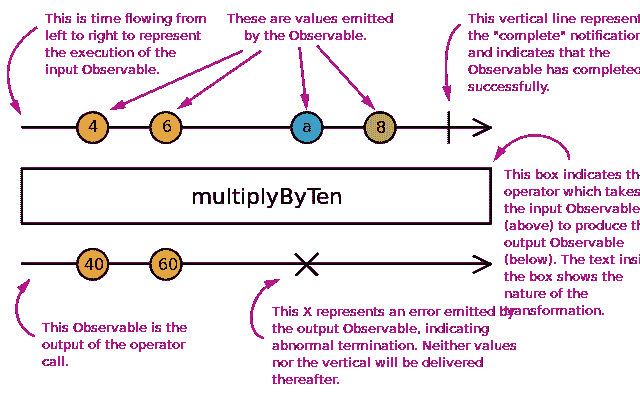 This is time flowing from
left to right to represent
the execution of the
input Observable.
These are values emitted
by the Observable.
This vertical line represent
the "complete" notification
and indicates that the
Observable has completed
successfully.
4 6 a 8
multiplyByTen
This box indicates th
operator which takes
the input Observable
(above) to produce th
output Observable
(below). The text insi
the box shows the
nature of the
transformation.
40 60
This Observable is the
output of the operator
call.
This X represents an error emitted by
the output Observable, indicating
abnormal termination. Neither values
nor the vertical will be delivered
thereafter.